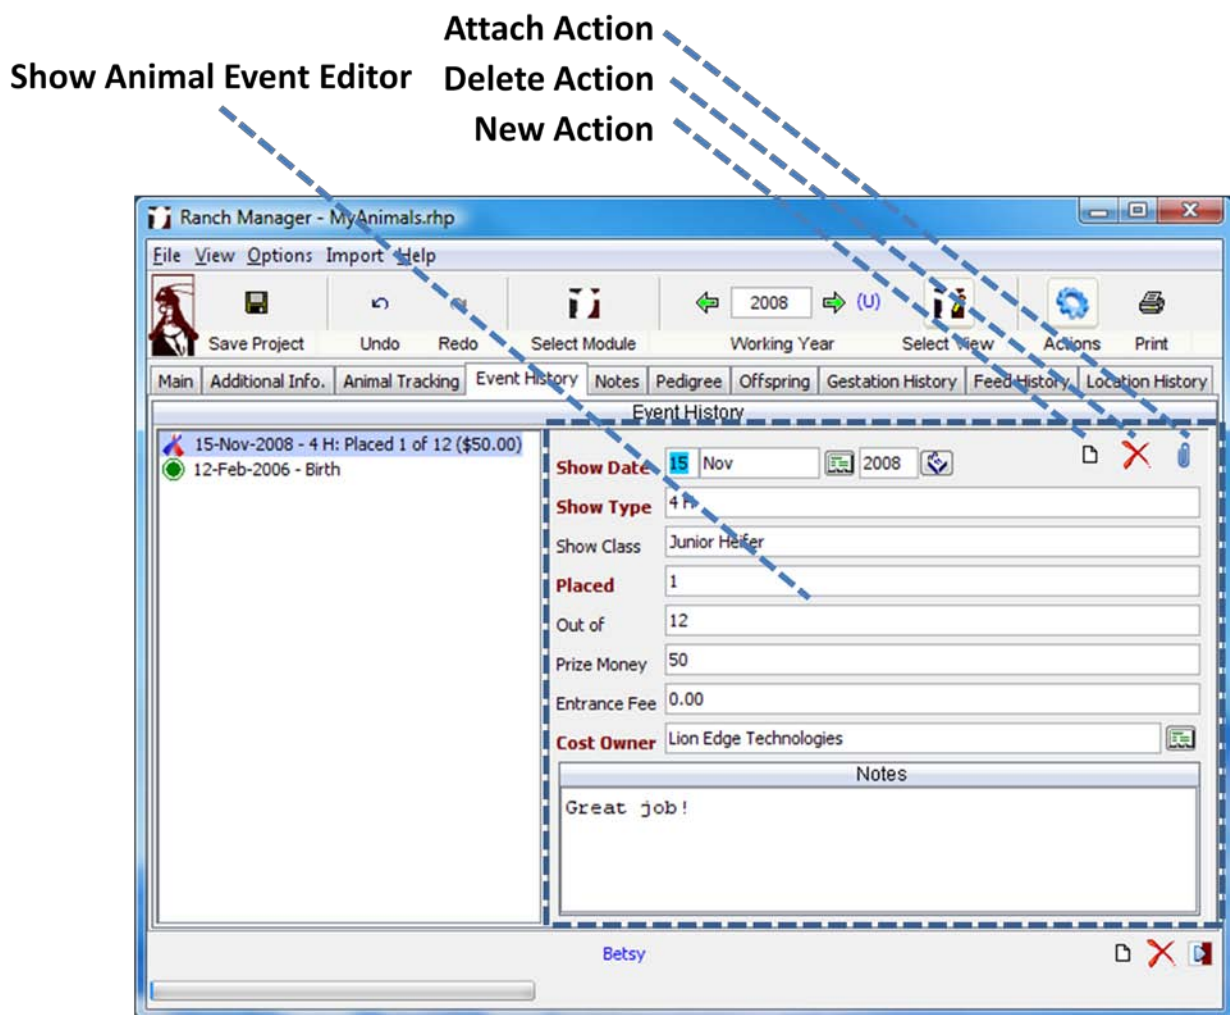 Attach Action
Show Animal Event Editor
Delete Action
New Action
Ranch Manager - MyAnimals.rhp
File View Options Import Help
2008 (U)
Save Project Undo Redo Select Module Working Year Select View Actions Print
Main Additional Info. Animal Tracking Event History Notes Pedigree Offspring Gestation History Feed History Location History
Event History
15-Nov-2008 - 4 H: Placed 1 of 12 ($50.00)
12-Feb-2006 - Birth
Show Date 15 Nov 2008
Show Type 4 H
Show Class Junior Heifer
Placed 1
Out of 12
Prize Money 50
Entrance Fee 0.00
Cost Owner Lion Edge Technologies
Notes
Great job!
Betsy